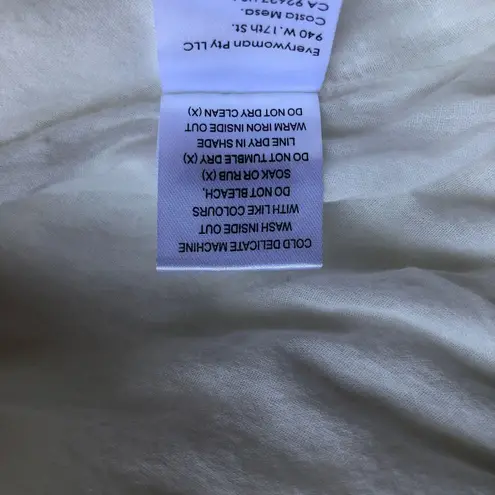 COLD DELICATE MACHINE
WASH INSIDE OUT
WITH LIKE COLOURS
DO NOT BLEACH,
SOAK OR RUB (X)
DO NOT TUMBLE DRY (X)
LINE DRY IN SHADE
WARM IRON INSIDE OUT
DO NOT DRY CLEAN (X)
Everywoman Pty LLC
940 W. 17th St.
Costa Mesa.
CA